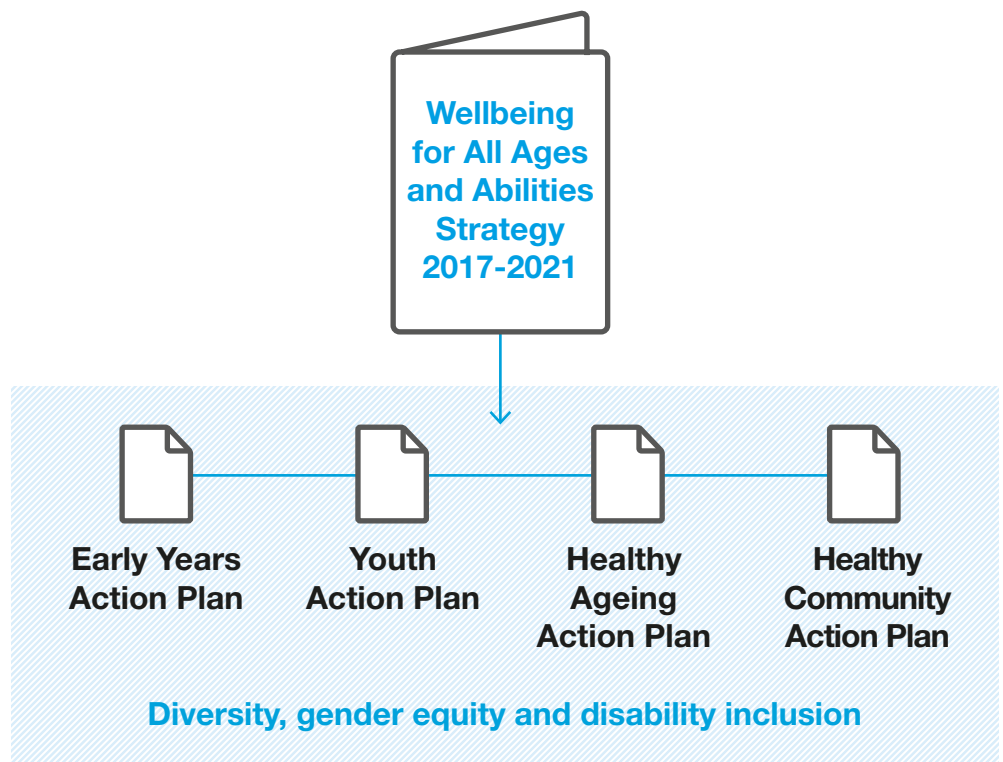 Wellbeing
for All Ages
and Abilities
Strategy
2017-2021
Early Years
Action Plan
Youth
Action Plan
Healthy
Ageing
Action Plan
Healthy
Community
Action Plan
Diversity, gender equity and disability inclusion